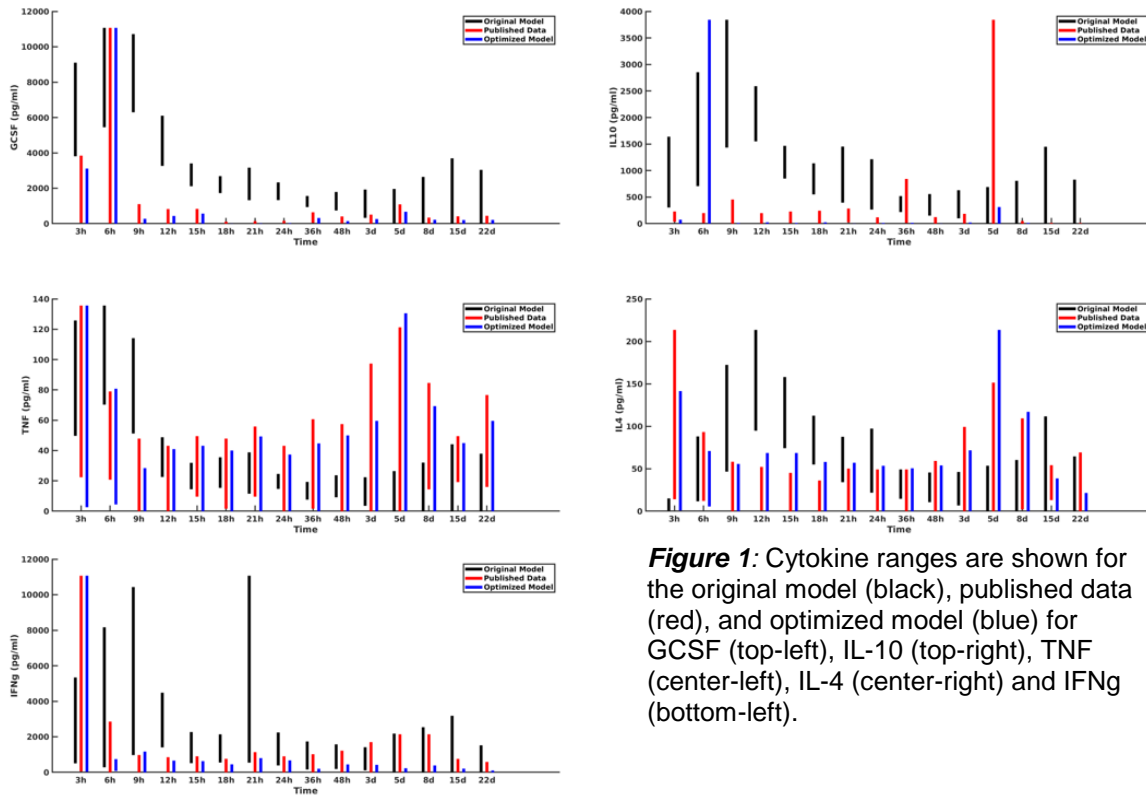 12000
10000
8000
6000
4000
2000
0
GCSF (pg/ml)
Original Model
Published Data
Optimized Model
3h 6h 9h 12h 15h 18h 21h 24h 36h 48h 3d 5d 8d 15d 22d
Time
4000
3500
3000
2500
2000
1500
1000
500
0
IL10 (pg/ml)
Original Model
Published Data
Optimized Model
3h 6h 9h 12h 15h 18h 21h 24h 36h 48h 3d 5d 8d 15d 22d
Time
140
120
100
80
60
40
20
0
TNF (pg/ml)
Original Model
Published Data
Optimized Model
3h 6h 9h 12h 15h 18h 21h 24h 36h 48h 3d 5d 8d 15d 22d
Time
250
200
150
100
50
0
IL4 (pg/ml)
Original Model
Published Data
Optimized Model
3h 6h 9h 12h 15h 18h 21h 24h 36h 48h 3d 5d 8d 15d 22d
Time
12000
10000
8000
6000
4000
2000
0
IFNg (pg/ml)
Original Model
Published Data
Optimized Model
3h 6h 9h 12h 15h 18h 21h 24h 36h 48h 3d 5d 8d 15d 22d
Time
Figure 1: Cytokine ranges are shown for
the original model (black), published data
(red), and optimized model (blue) for
GCSF (top-left), IL-10 (top-right), TNF
(center-left), IL-4 (center-right) and IFNg
(bottom-left).